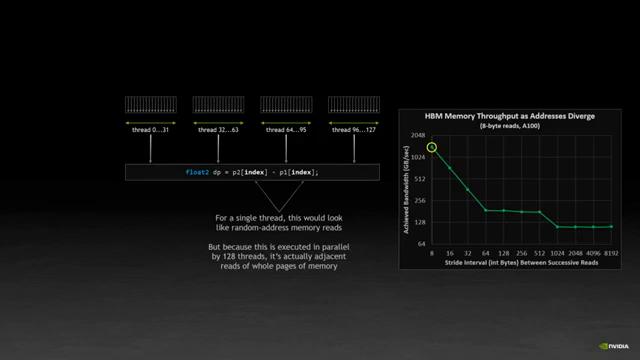 thread 0...31
thread 32...63
thread 64...95
thread 96...127
float2 dp = p2[index] - p1[index];
For a single thread, this would look
like random-address memory reads
But because this is executed in parallel
by 128 threads, it's actually adjacent
reads of whole pages of memory
HBM Memory Throughput as Addresses Diverge
(8-byte reads, A100)
Achieved Bandwidth (GB/sec)
2048
1024
512
256
128
64
8 16 32 64 128 256 512 1024 2048 4096 8192
Stride Interval (int Bytes) Between Successive Reads
NVIDIA